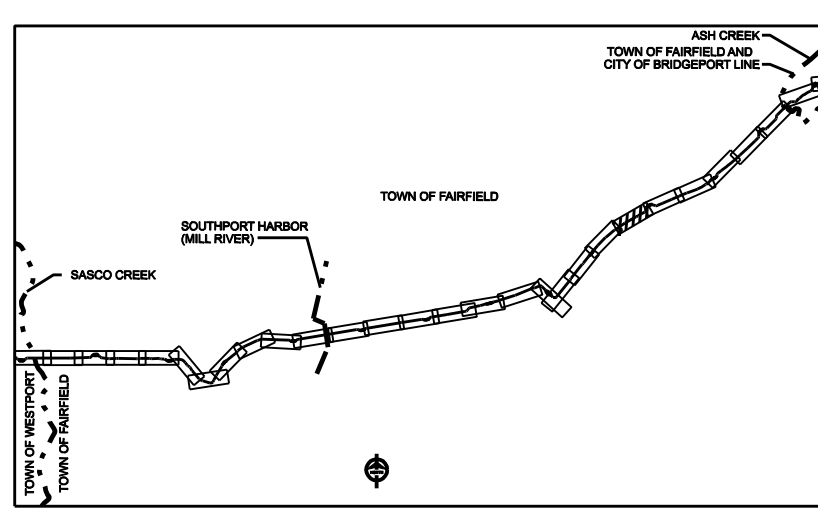 ASH CREEK
TOWN OF FAIRFIELD AND
CITY OF BRIDGEPORT LINE
TOWN OF FAIRFIELD
SOUTHPORT HARBOR
(MILL RIVER)
SASCO CREEK
TOWN OF WESTPORT
TOWN OF FAIRFIELD